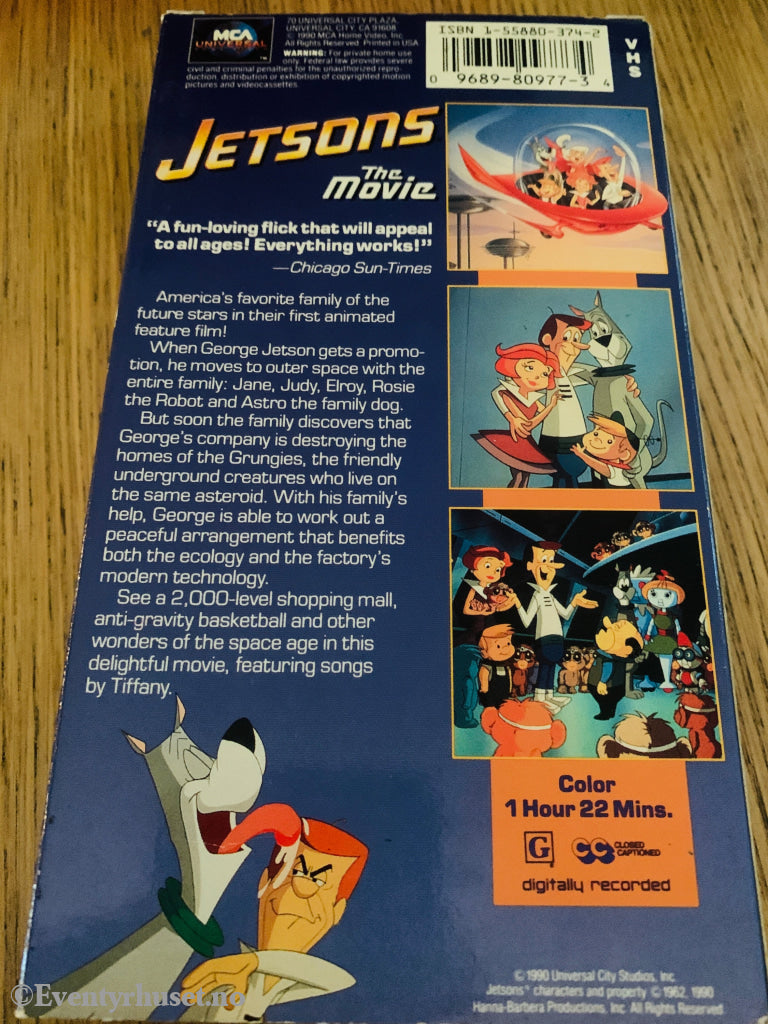 MCA
UNIVERSAL
™
70 UNIVERSAL CITY PLAZA,
UNIVERSAL CITY, CA 91608
© 1990 MCA Home Video, Inc.
All Rights Reserved. Printed in USA
WARNING: For private home use
only. Federal law provides severe
civil and criminal penalties for the unauthorized repro-
duction, distribution or exhibition of copyrighted motion
pictures and videocassettes.
ISBN 1-55880-374-2
0 9689-80977-3 4
VHS
JETSONS
The
Movie
“A fun-loving flick that will appeal
to all ages! Everything works!”
—Chicago Sun-Times
America's favorite family of the
future stars in their first animated
feature film!
When George Jetson gets a promo-
tion, he moves to outer space with the
entire family: Jane, Judy, Elroy, Rosie
the Robot and Astro the family dog.
But soon the family discovers that
George's company is destroying the
homes of the Grungies, the friendly
underground creatures who live on
the same asteroid. With his family's
help, George is able to work out a
peaceful arrangement that benefits
both the ecology and the factory's
modern technology.
See a 2,000-level shopping mall,
anti-gravity basketball and other
wonders of the space age in this
delightful movie, featuring songs
by Tiffany.
Color
1 Hour 22 Mins.
G
CC CLOSED
CAPTIONED
digitally recorded
© 1990 Universal City Studios, Inc.
Jetsons® characters and property © 1962, 1990
Hanna-Barbera Productions, Inc. All Rights Reserved
©Eventyrhuset.no